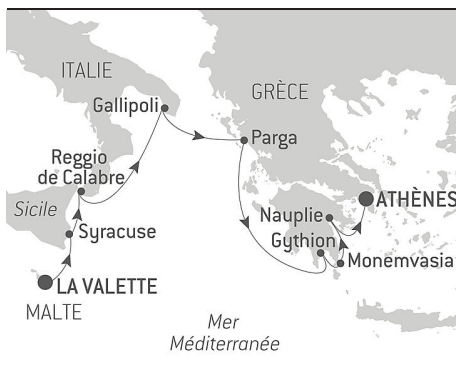 ITALIE
GRÈCE
Gallipoli
Parga
Reggio
de Calabre
Sicile
Syracuse
LA VALETTE
MALTE
Nauplie
ATHÈNES
Gythion
Monemvasia
Mer
Méditerranée